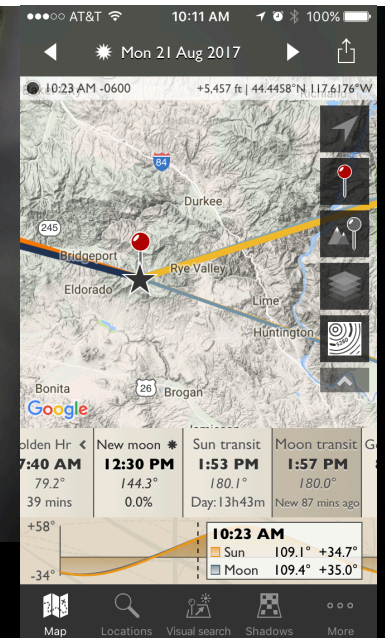 AT&T 10:11 AM 100%
Mon 21 Aug 2017
10:23 AM -0600 +5,457 ft | 44.4458°N 117.6176°W
Richland
84
Durkee
245
Bridgeport
Rye Valley
Eldorado
Lime
Huntington
5280
Bonita
26 Brogan
Google
Jamieson
olden Hr < New moon Sun transit Moon transit G
7:40 AM 12:30 PM 1:53 PM 1:57 PM
79.2° 144.3° 180.1° 180.0°
39 mins 0.0% Day: 13h43m New 87 mins ago
+58°
-34°
10:23 AM
Sun 109.1° +34.7°
Moon 109.4° +35.0°
Map Locations Visual search Shadows More